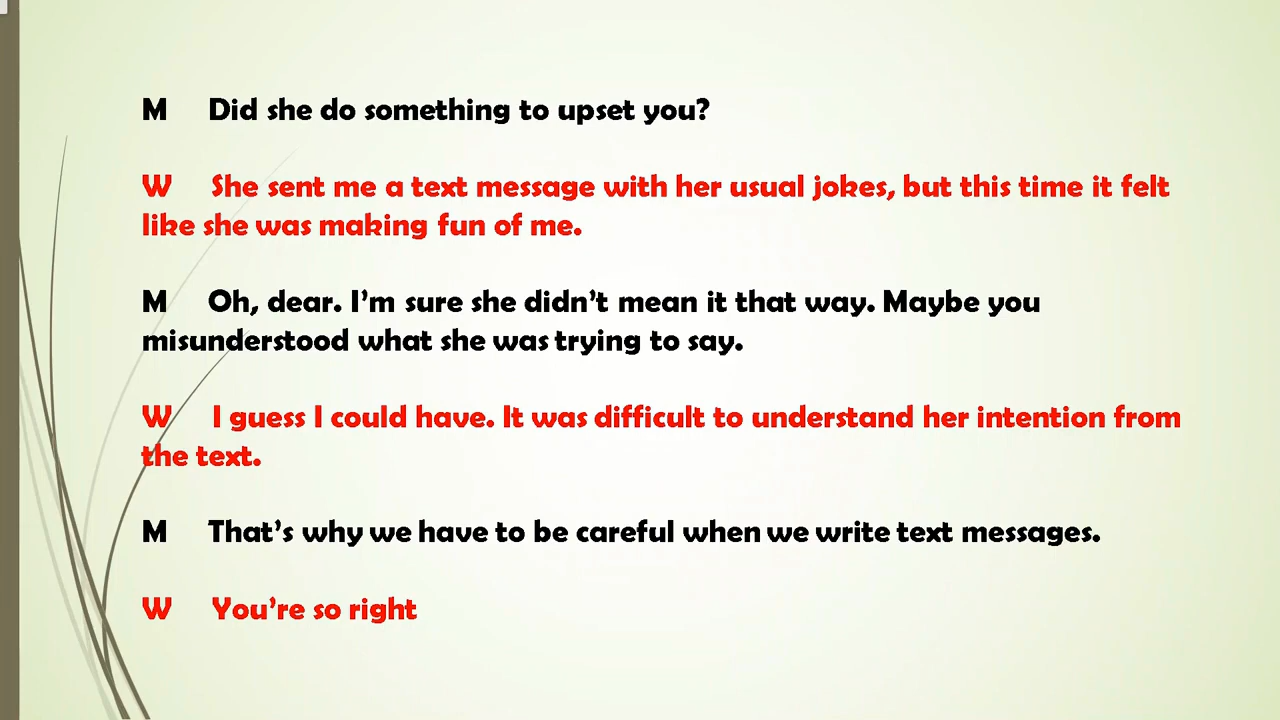 M Did she do something to upset you?
W She sent me a text message with her usual jokes, but this time it felt
like she was making fun of me.
M Oh, dear. I’m sure she didn’t mean it that way. Maybe you
misunderstood what she was trying to say.
W I guess I could have. It was difficult to understand her intention from
the text.
M That’s why we have to be careful when we write text messages.
W You’re so right